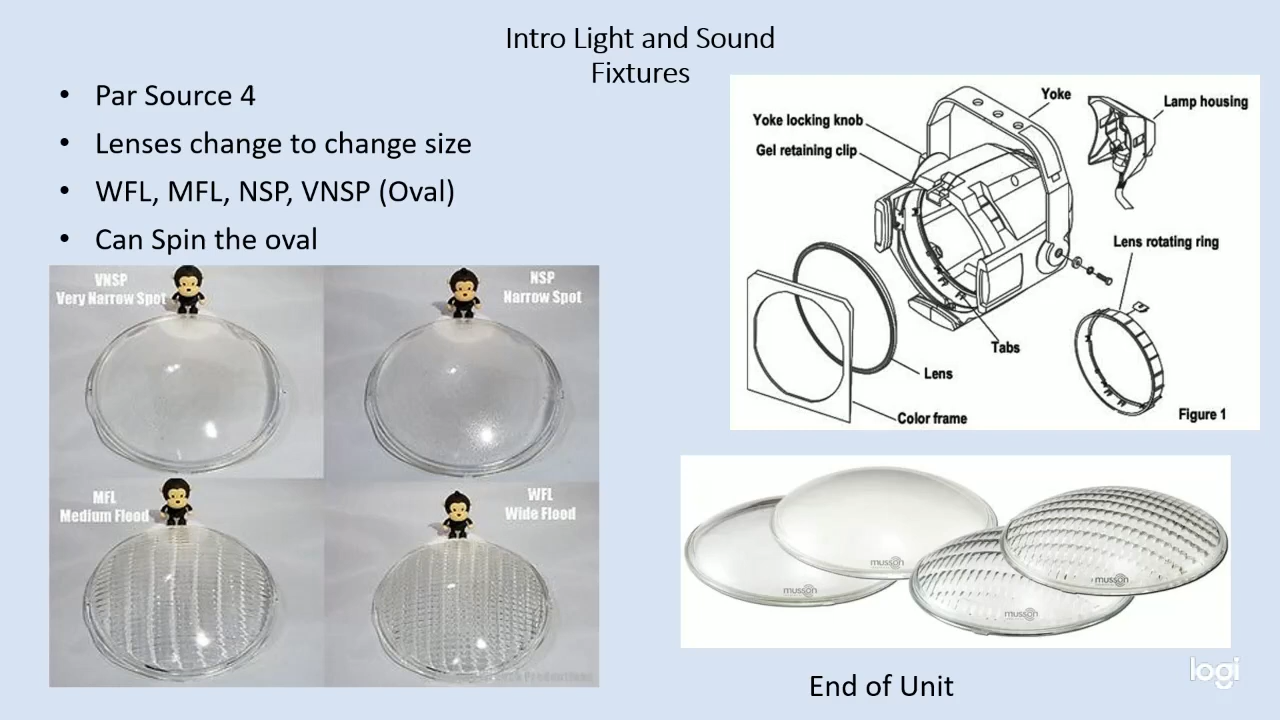 Intro Light and Sound
Fixtures
• Par Source 4
• Lenses change to change size
• WFL, MFL, NSP, VNSP (Oval)
• Can Spin the oval
VNSP
Very Narrow Spot
NSP
Narrow Spot
MFL
Medium Flood
WFL
Wide Flood
Yoke
Lamp housing
Yoke locking knob
Gel retaining clip
Lens rotating ring
Tabs
Lens
Color frame
Figure 1
musson
musson
musson
musson
End of Unit
logi